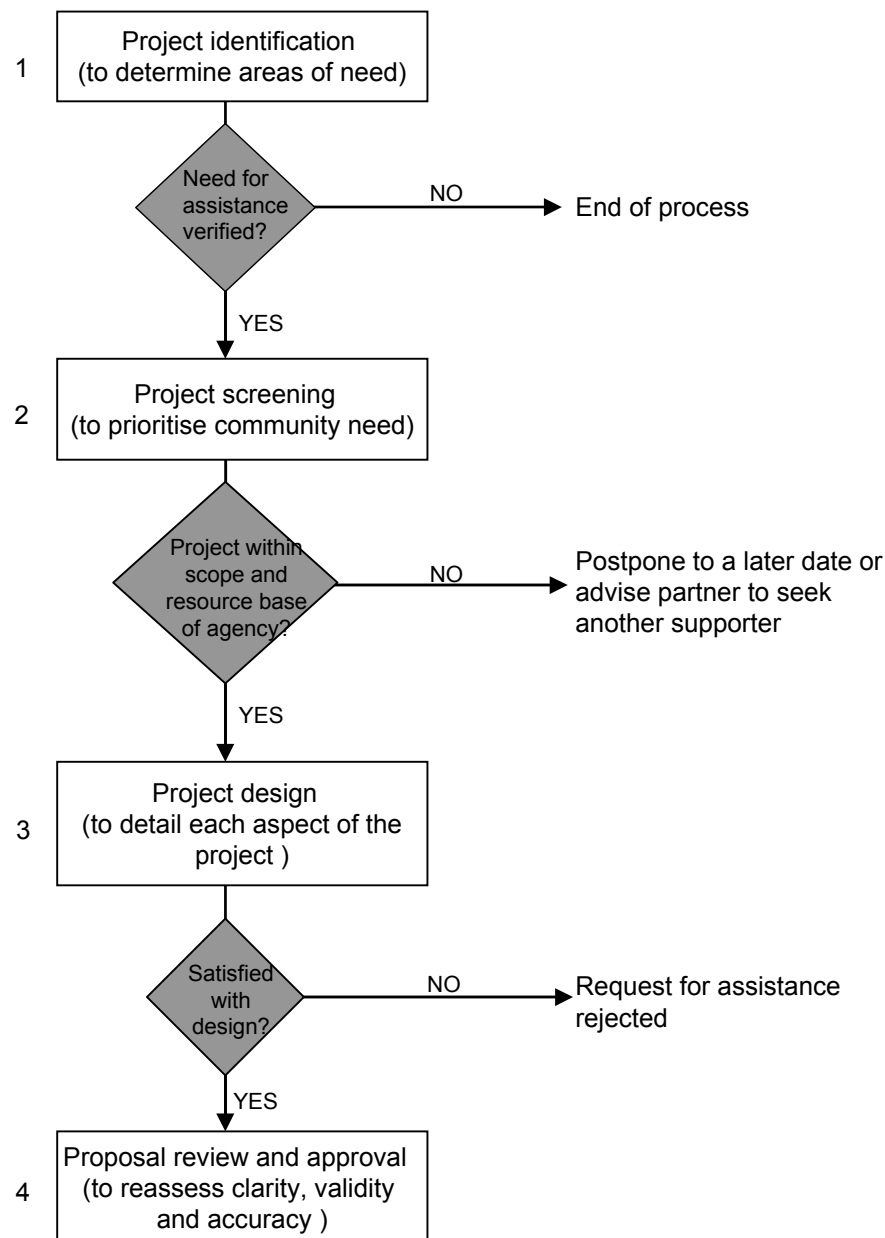 1
Project identification
(to determine areas of need)
Need for
assistance
verified?
NO
End of process
YES
2
Project screening
(to prioritise community need)
Project within
scope and
resource base
of agency?
NO
Postpone to a later date or
advise partner to seek
another supporter
YES
3
Project design
(to detail each aspect of the
project )
Satisfied
with
design?
NO
Request for assistance
rejected
YES
4
Proposal review and approval
(to reassess clarity, validity
and accuracy )